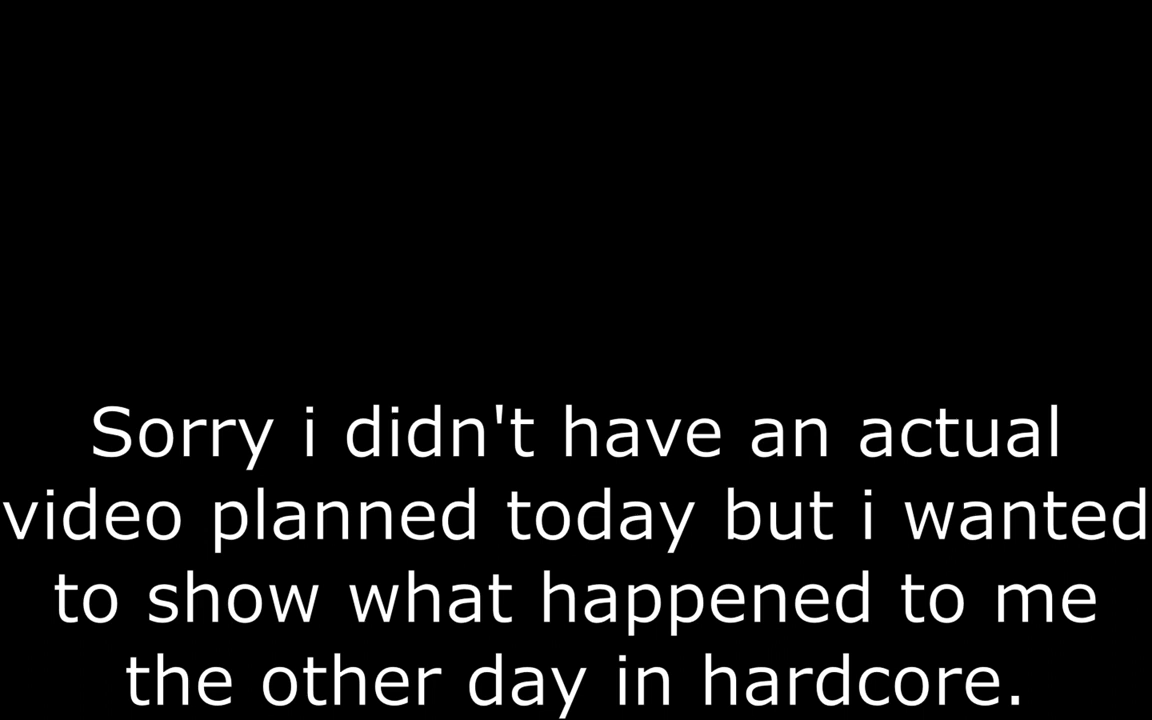 Sorry i didn't have an actual
video planned today but i wanted
to show what happened to me
the other day in hardcore.